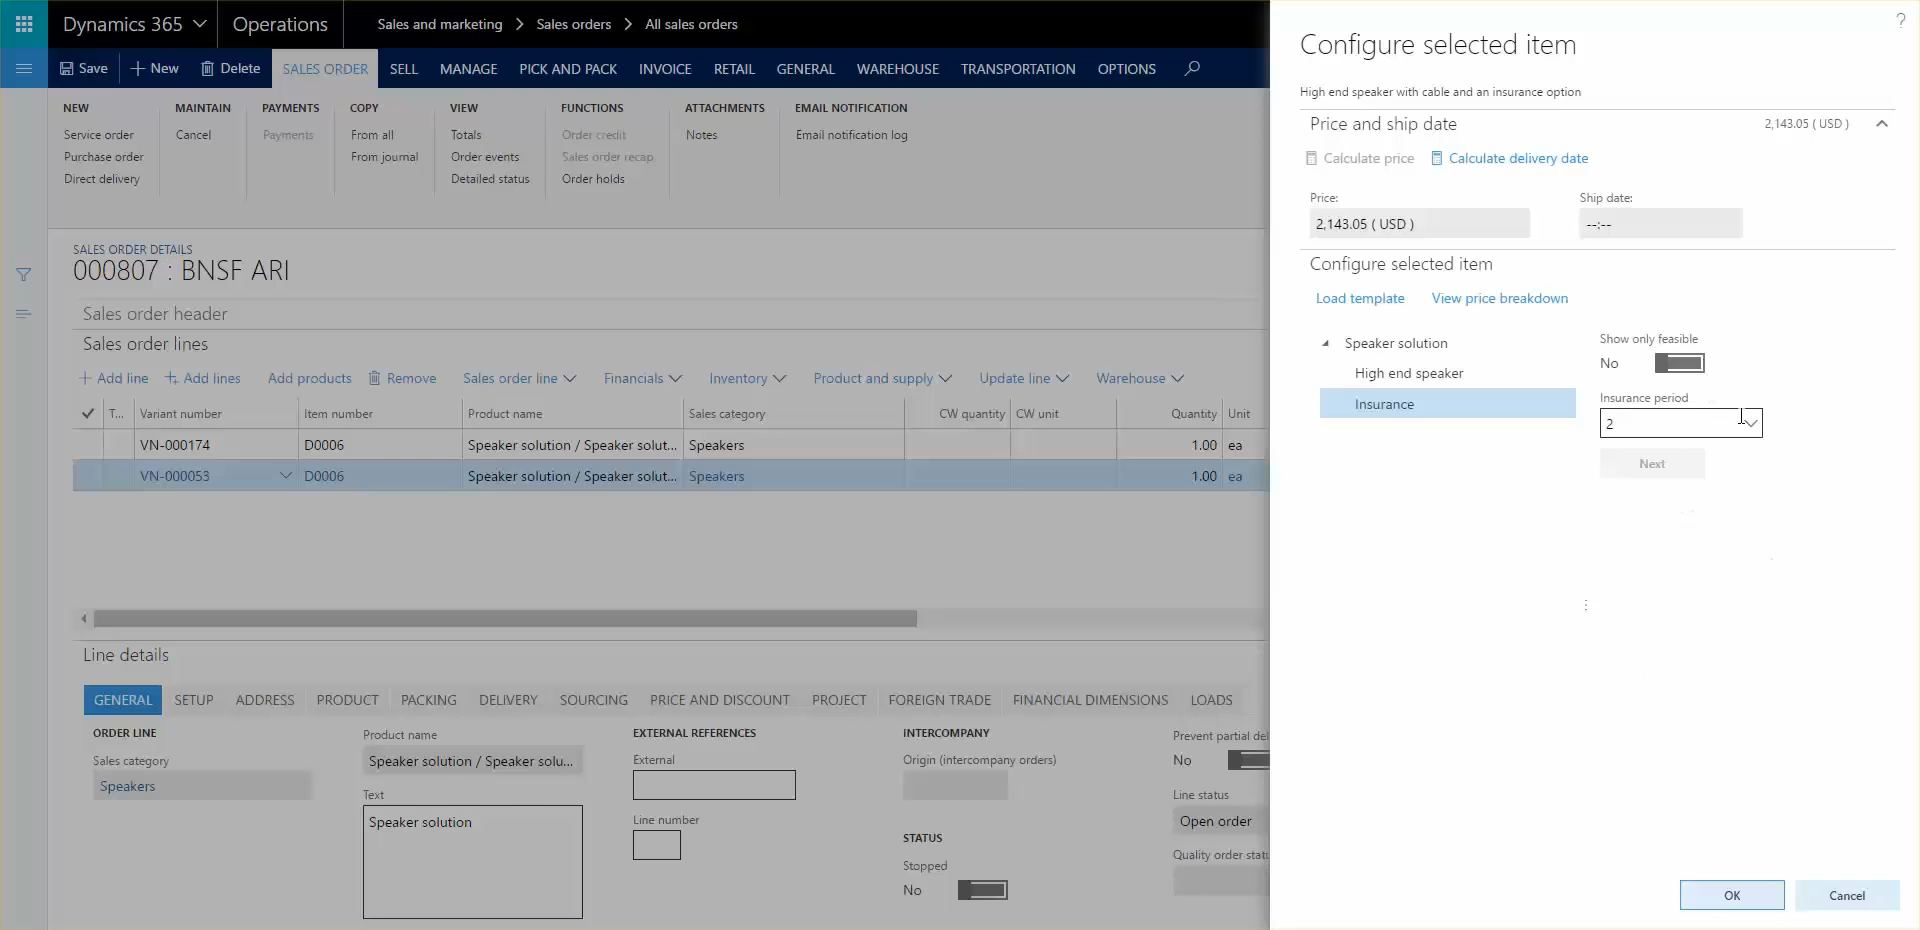 Dynamics 365 Operations Sales and marketing Sales orders All sales orders
Save New Delete SALES ORDER SELL MANAGE PICK AND PACK INVOICE RETAIL GENERAL WAREHOUSE TRANSPORTATION OPTIONS
NEW MAINTAIN PAYMENTS COPY VIEW FUNCTIONS ATTACHMENTS EMAIL NOTIFICATION
Service order Cancel Payments From all Totals Order credit Notes Email notification log
Purchase order From journal Order events Sales order recap
Direct delivery Detailed status Order holds
SALES ORDER DETAILS
000807 : BNSF ARI
Sales order header
Sales order lines
Add line Add lines Add products Remove Sales order line Financials Inventory Product and supply Update line Warehouse
T... Variant number Item number Product name Sales category CW quantity CW unit Quantity Unit
VN-000174 D0006 Speaker solution / Speaker solut... Speakers 1.00 ea
VN-000053 D0006 Speaker solution / Speaker solut... Speakers 1.00 ea
Line details
GENERAL SETUP ADDRESS PRODUCT PACKING DELIVERY SOURCING PRICE AND DISCOUNT PROJECT FOREIGN TRADE FINANCIAL DIMENSIONS LOADS
ORDER LINE
Sales category
Speakers
Product name
Speaker solution / Speaker solu...
Text
Speaker solution
EXTERNAL REFERENCES
External
Line number
INTERCOMPANY
Origin (intercompany orders)
STATUS
Stopped
No
Prevent partial del
No
Line status
Open order
Quality order statu
?
Configure selected item
High end speaker with cable and an insurance option
Price and ship date 2,143.05 ( USD )
Calculate price Calculate delivery date
Price: Ship date:
2,143.05 ( USD ) --:--
Configure selected item
Load template View price breakdown
Speaker solution
High end speaker
Insurance
Show only feasible
No
Insurance period
2
Next
OK Cancel